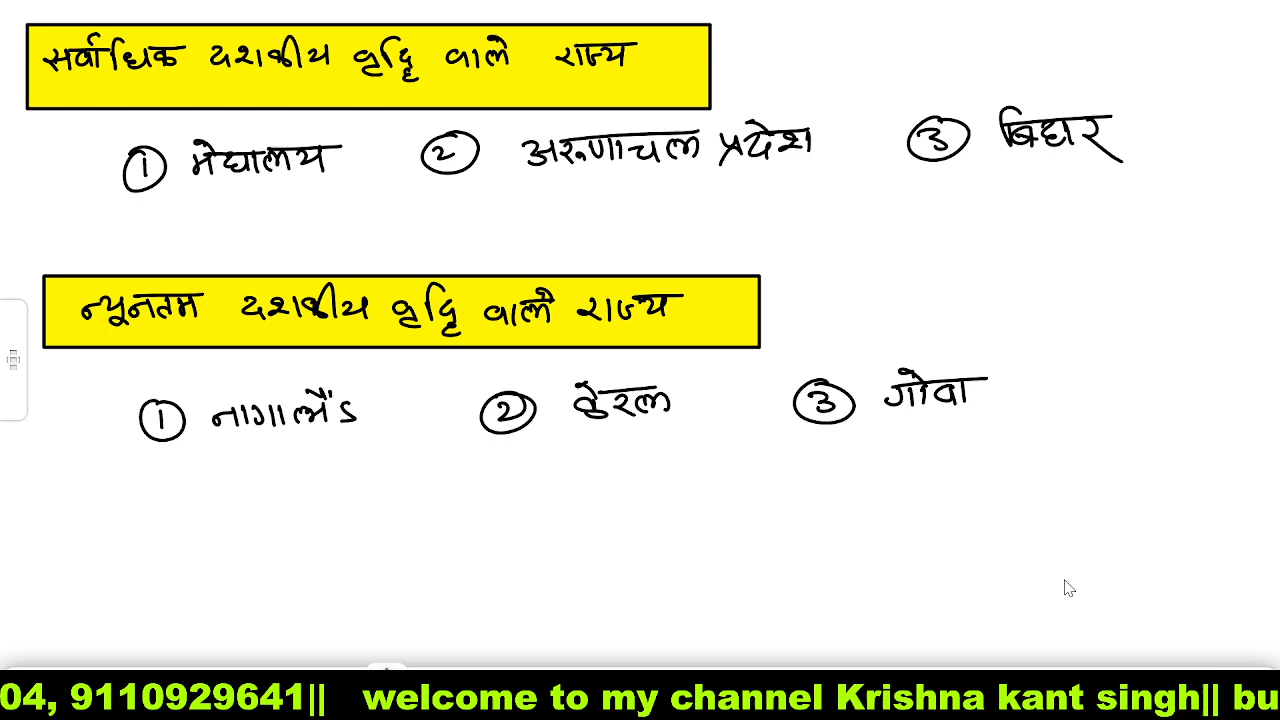 सर्वाधिक दशकीय वृद्धि वाले राज्य
① मेघालय ② अरूणाचल प्रदेश ③ बिहार
न्यूनतम दशकीय वृद्धि वाले राज्य
① नागालैंड ② केरल ③ गोवा
04, 9110929641|| welcome to my channel Krishna kant singh|| bu